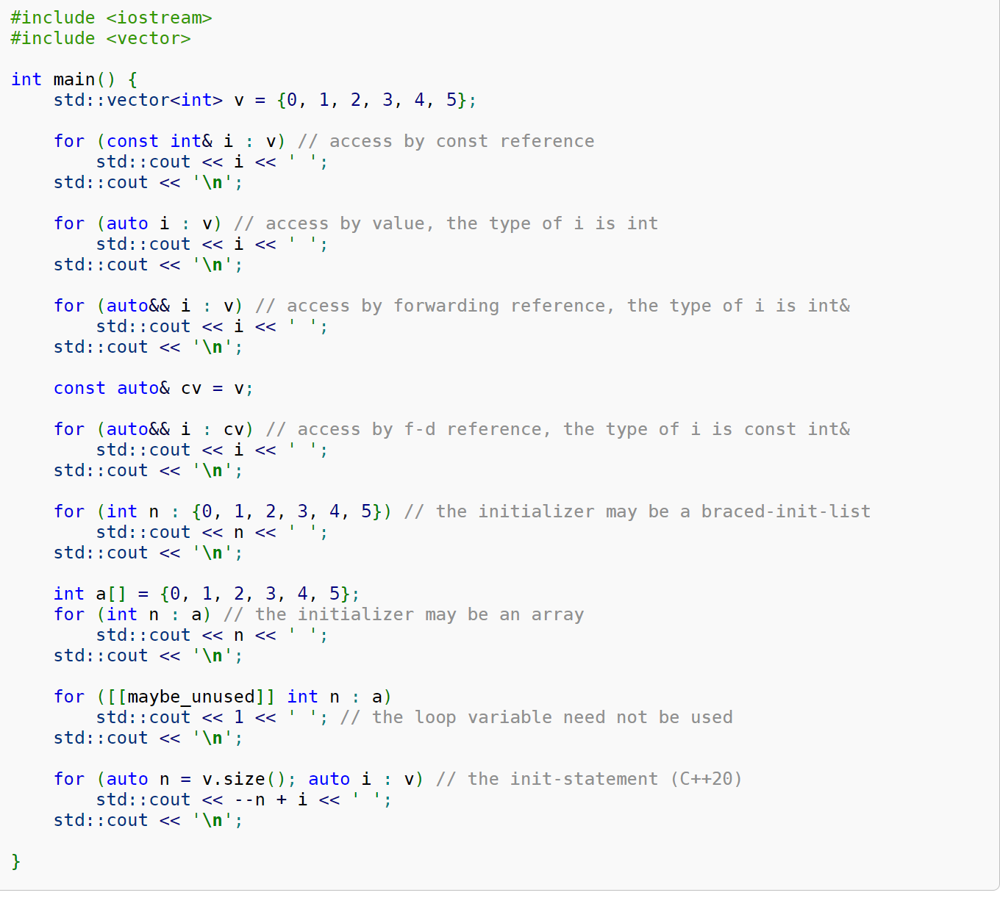 #include <iostream>
#include <vector>

int main() {
    std::vector<int> v = {0, 1, 2, 3, 4, 5};

    for (const int& i : v) // access by const reference
        std::cout << i << ' ';
    std::cout << '\n';

    for (auto i : v) // access by value, the type of i is int
        std::cout << i << ' ';
    std::cout << '\n';

    for (auto&& i : v) // access by forwarding reference, the type of i is int&
        std::cout << i << ' ';
    std::cout << '\n';

    const auto& cv = v;

    for (auto&& i : cv) // access by f-d reference, the type of i is const int&
        std::cout << i << ' ';
    std::cout << '\n';

    for (int n : {0, 1, 2, 3, 4, 5}) // the initializer may be a braced-init-list
        std::cout << n << ' ';
    std::cout << '\n';

    int a[] = {0, 1, 2, 3, 4, 5};
    for (int n : a) // the initializer may be an array
        std::cout << n << ' ';
    std::cout << '\n';

    for ([[maybe_unused]] int n : a)
        std::cout << 1 << ' '; // the loop variable need not be used
    std::cout << '\n';

    for (auto n = v.size(); auto i : v) // the init-statement (C++20)
        std::cout << --n + i << ' ';
    std::cout << '\n';

}